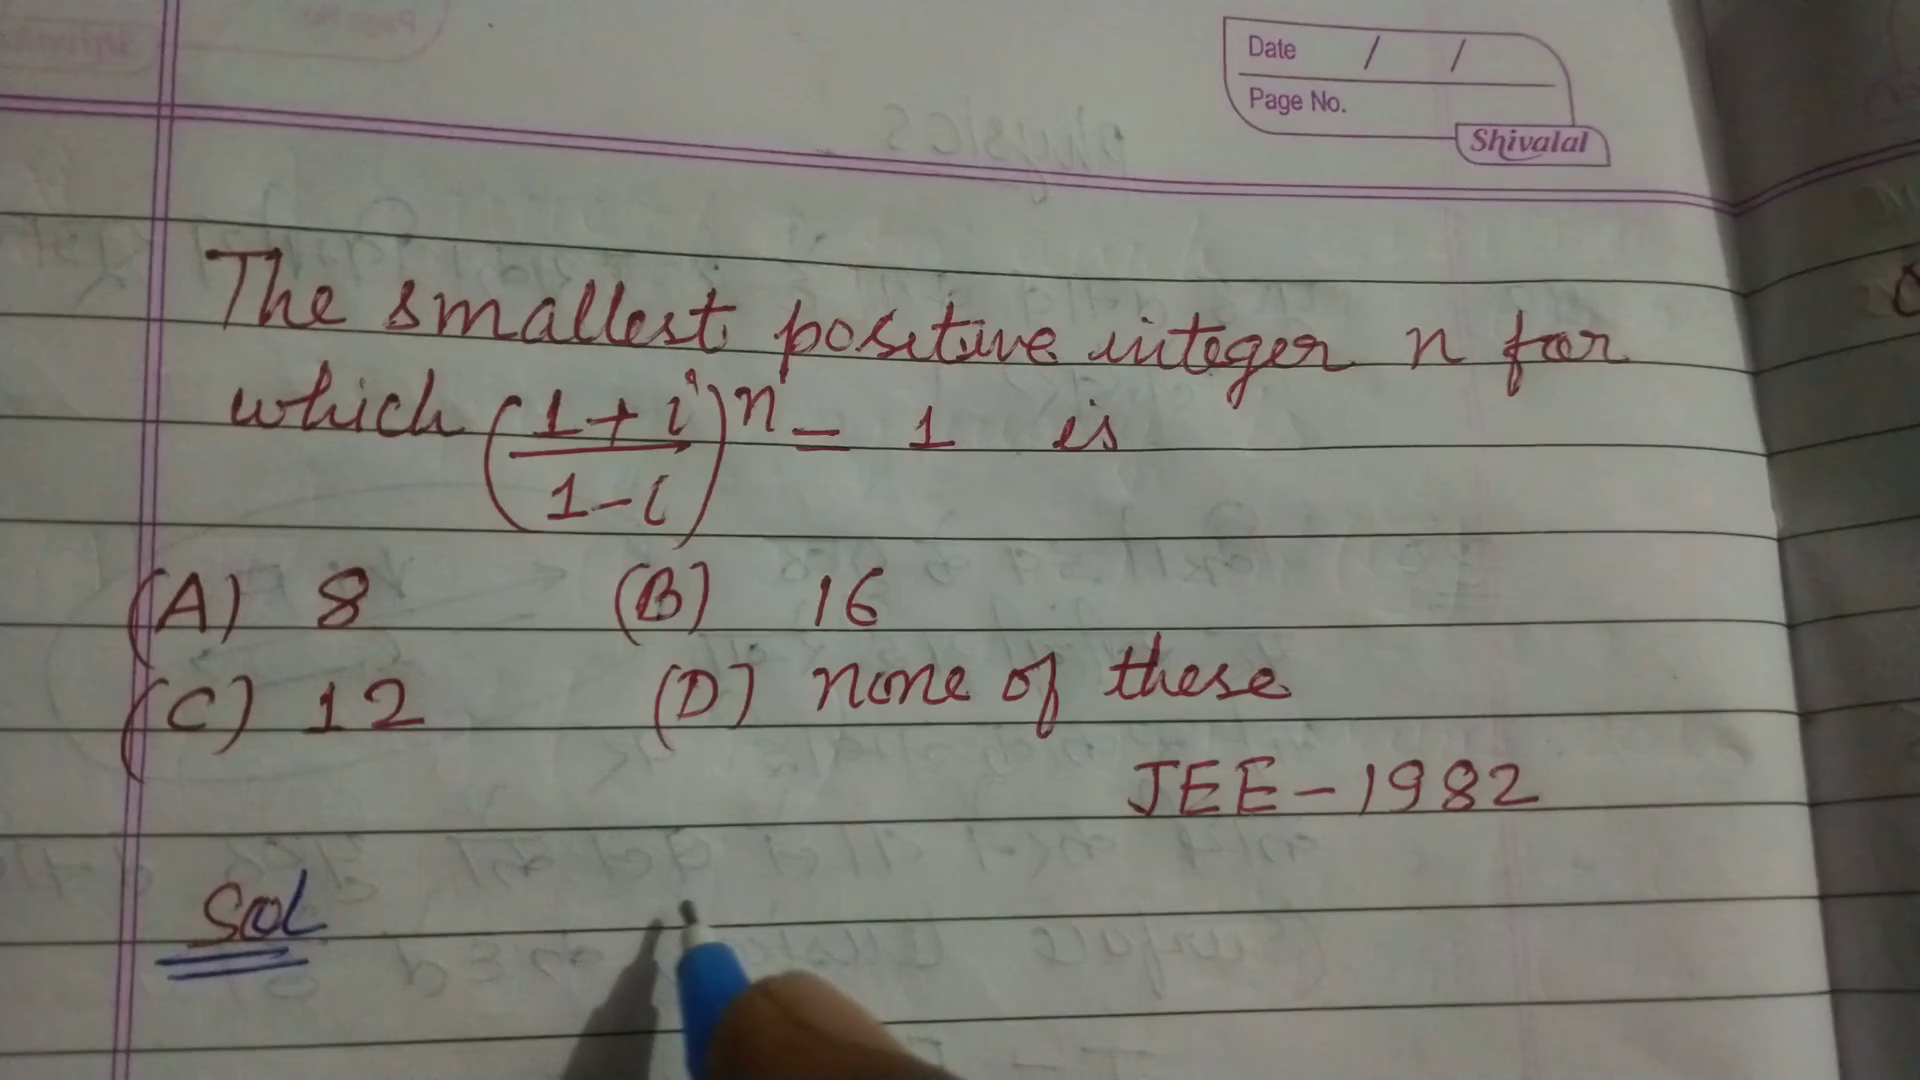 Date / /
Page No.
Shivalal
Physics
The smallest positive integer n for
which (1+i/1-i)^n = 1 is
(A) 8 (B) 16
(C) 12 (D) none of these
JEE-1982
Sol